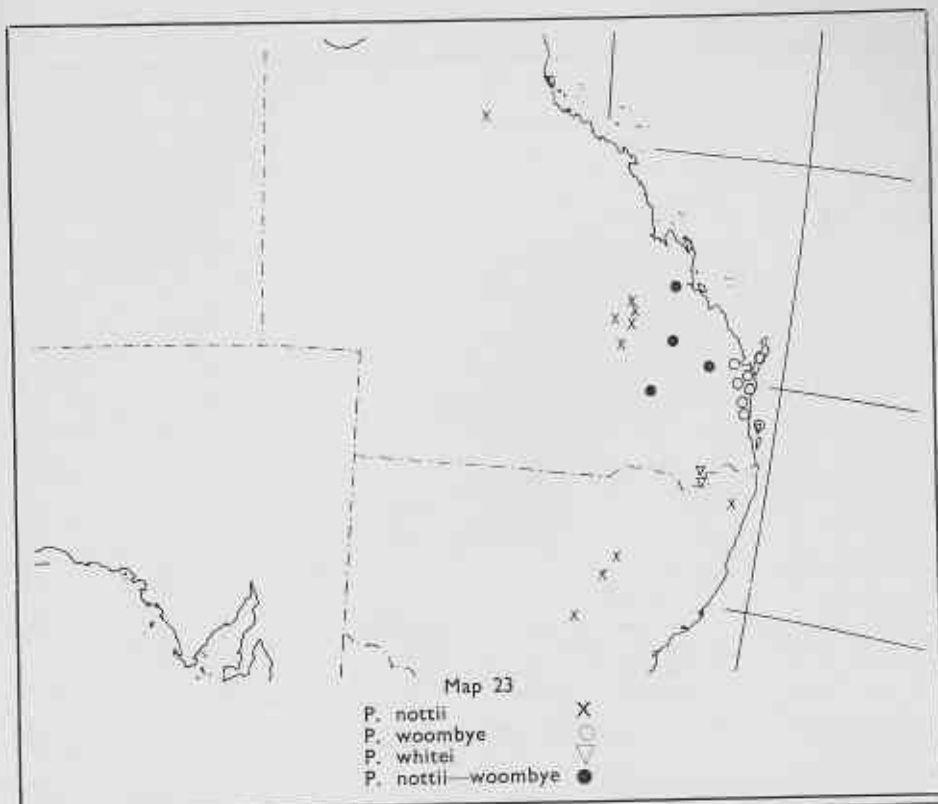 Map 23
P. nottii X
P. woombye ○
P. whitei ▽
P. nottii—woombye ●